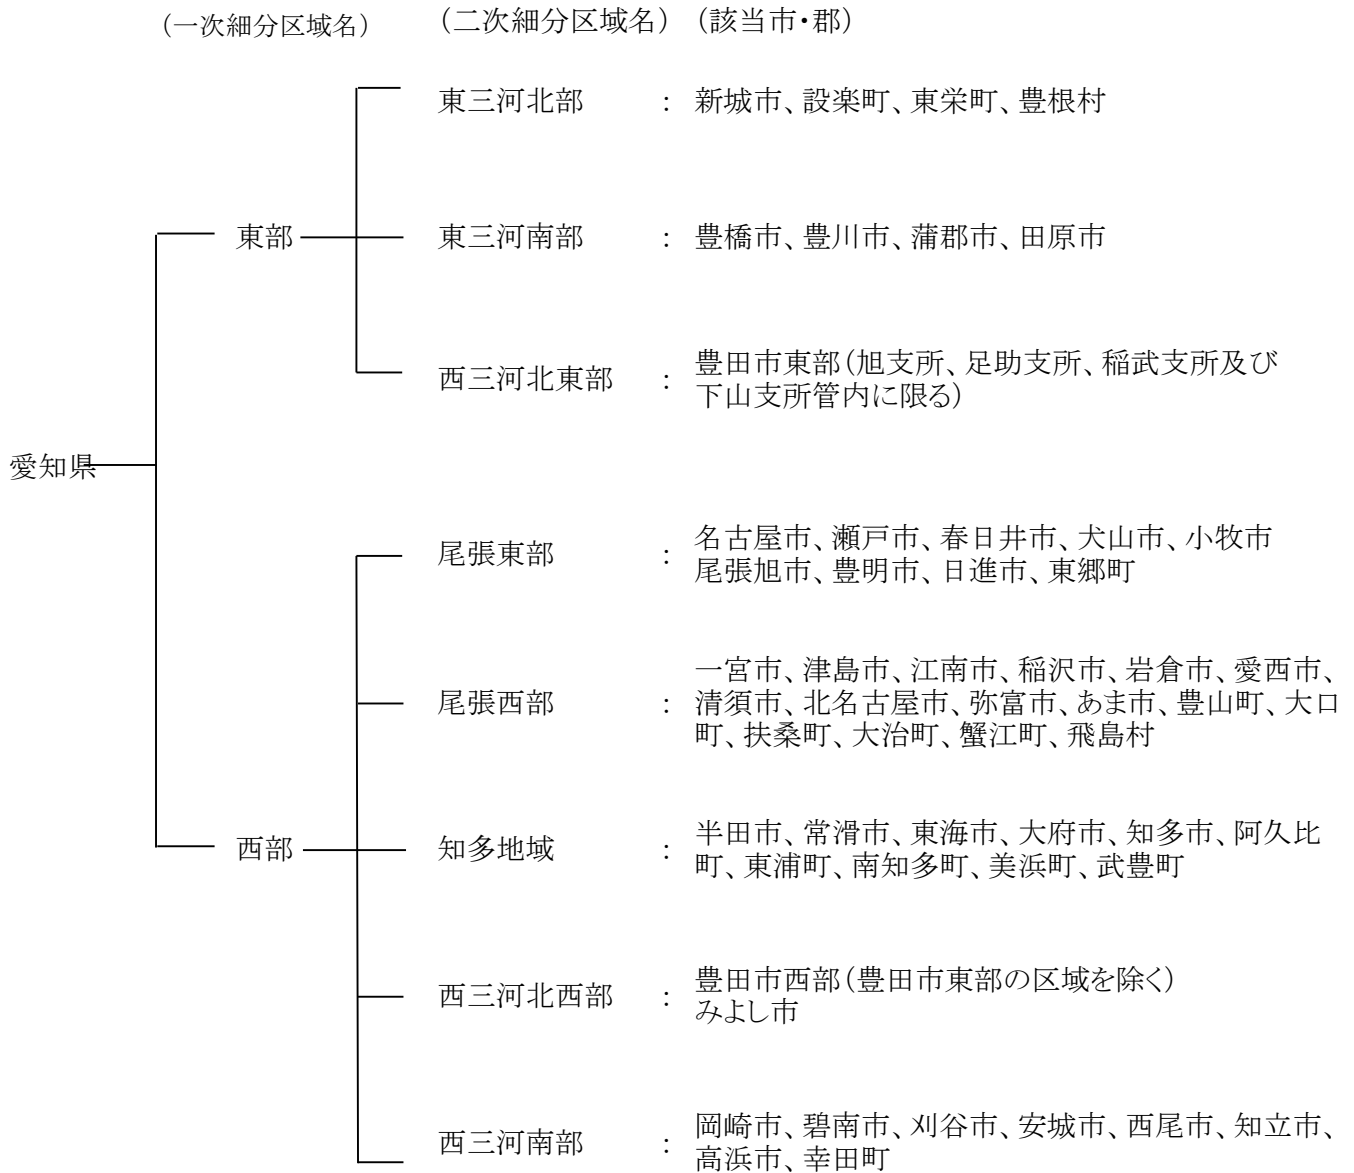 （一次細分区域名）
（二次細分区域名）
（該当市・郡）
東三河北部
：
新城市、設楽町、東栄町、豊根村
東部
東三河南部
：
豊橋市、豊川市、蒲郡市、田原市
西三河北東部
：
豊田市東部（旭支所、足助支所、稲武支所及び
下山支所管内に限る）
愛知県
尾張東部
：
名古屋市、瀬戸市、春日井市、犬山市、小牧市
尾張旭市、豊明市、日進市、東郷町
尾張西部
：
一宮市、津島市、江南市、稲沢市、岩倉市、愛西市、
清須市、北名古屋市、弥富市、あま市、豊山町、大口
町、扶桑町、大治町、蟹江町、飛島村
西部
知多地域
：
半田市、常滑市、東海市、大府市、知多市、阿久比
町、東浦町、南知多町、美浜町、武豊町
西三河北西部
：
豊田市西部（豊田市東部の区域を除く）
みよし市
西三河南部
：
岡崎市、碧南市、刈谷市、安城市、西尾市、知立市、
高浜市、幸田町